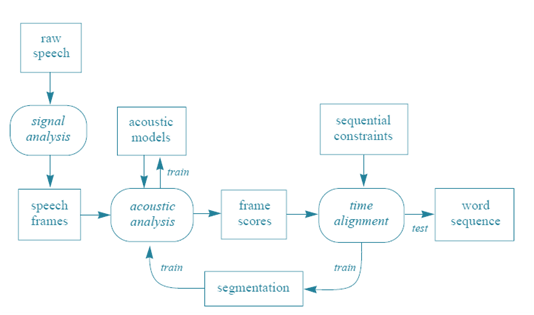 raw
speech
signal
analysis
acoustic
models
sequential
constraints
train
speech
frames
acoustic
analysis
frame
scores
time
alignment
test
word
sequence
train
segmentation
train